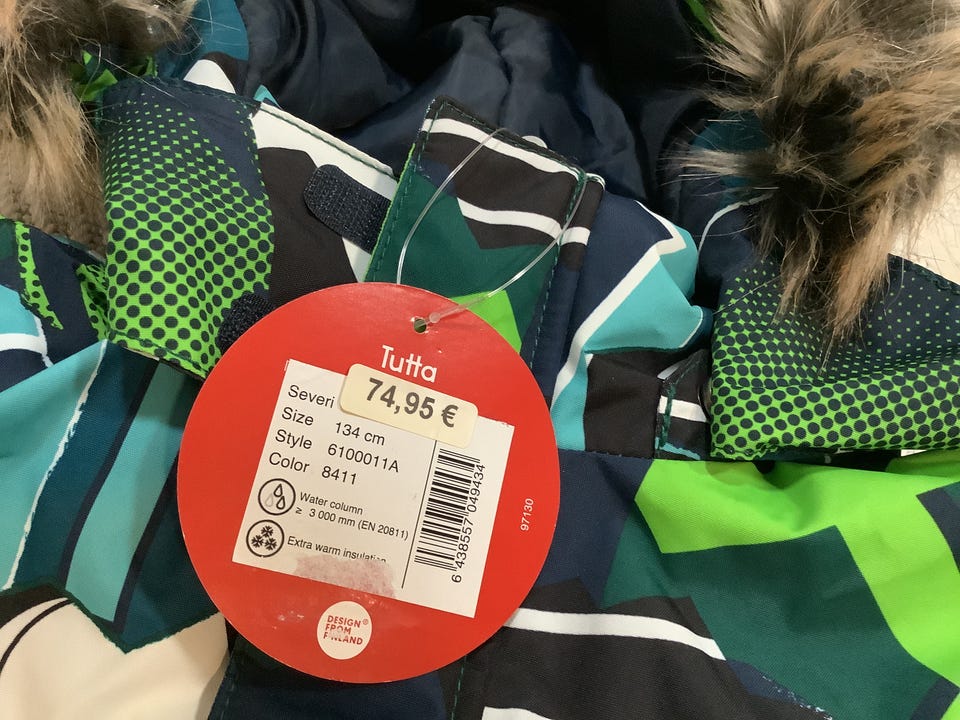 Tutta
Severi
74,95 €
Size 134 cm
Style 6100011A
Color 8411
Water column
≥ 3 000 mm (EN 20811)
Extra warm insulation
6 438557 049434
97130
DESIGN®
FROM
FINLAND